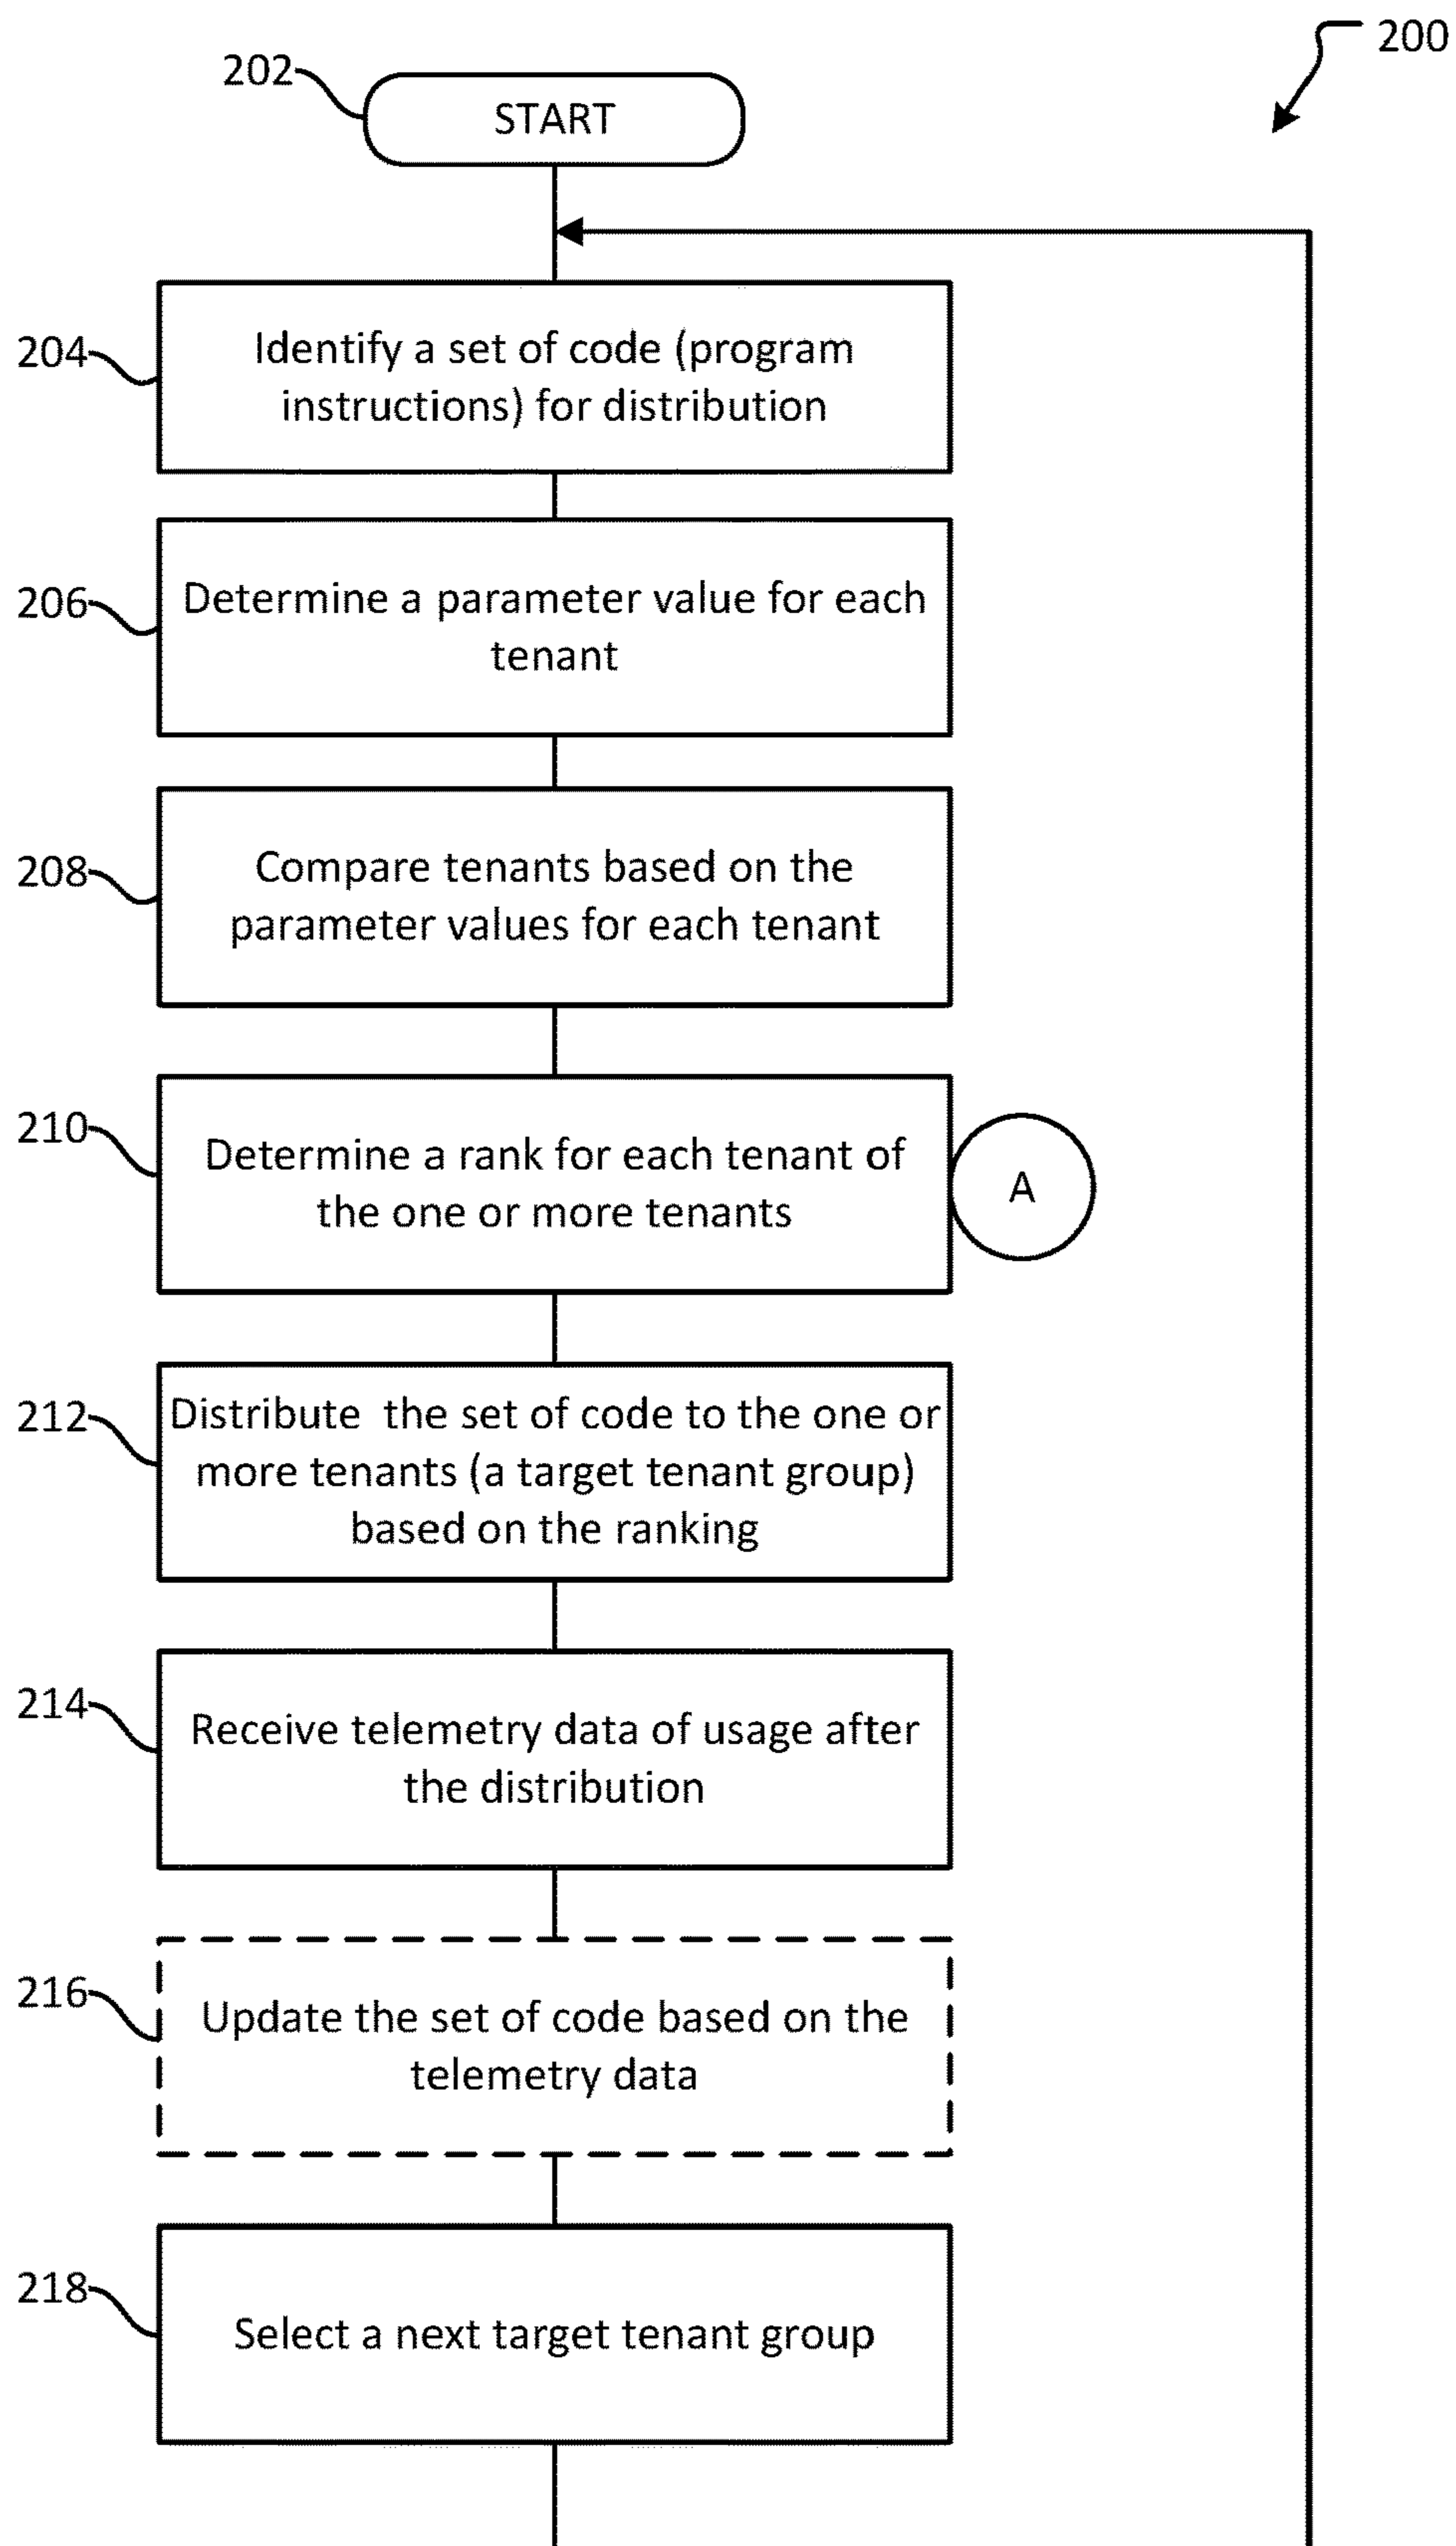 200
202
START
204
Identify a set of code (program
instructions) for distribution
206
Determine a parameter value for each
tenant
208
Compare tenants based on the
parameter values for each tenant
210
Determine a rank for each tenant of
the one or more tenants
A
212
Distribute the set of code to the one or
more tenants (a target tenant group)
based on the ranking
214
Receive telemetry data of usage after
the distribution
216
Update the set of code based on the
telemetry data
218
Select a next target tenant group